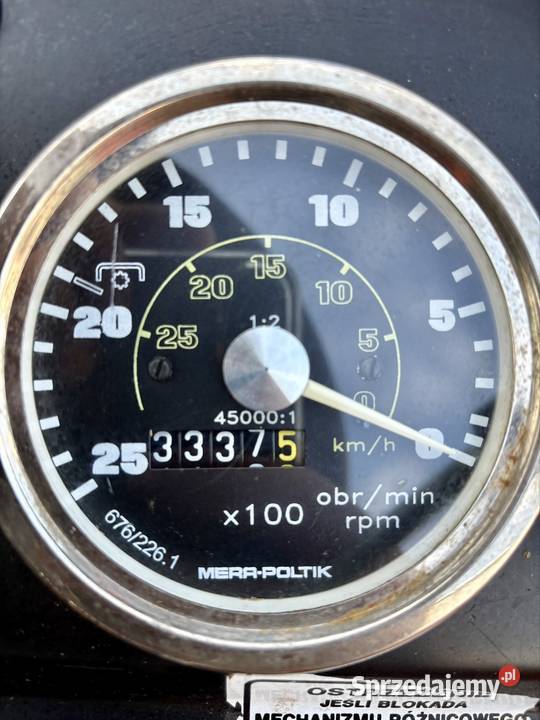 15 10
15
20 10
20 5
25 5
1:2
0
45000:1
33375
km/h
25 0
x100 obr/min
rpm
676/226.1
MERA-POLTIK
Sprzedajemy.pl
JEŚLI BLOKADA
MECHANIZMU RÓŻNICOWEGO